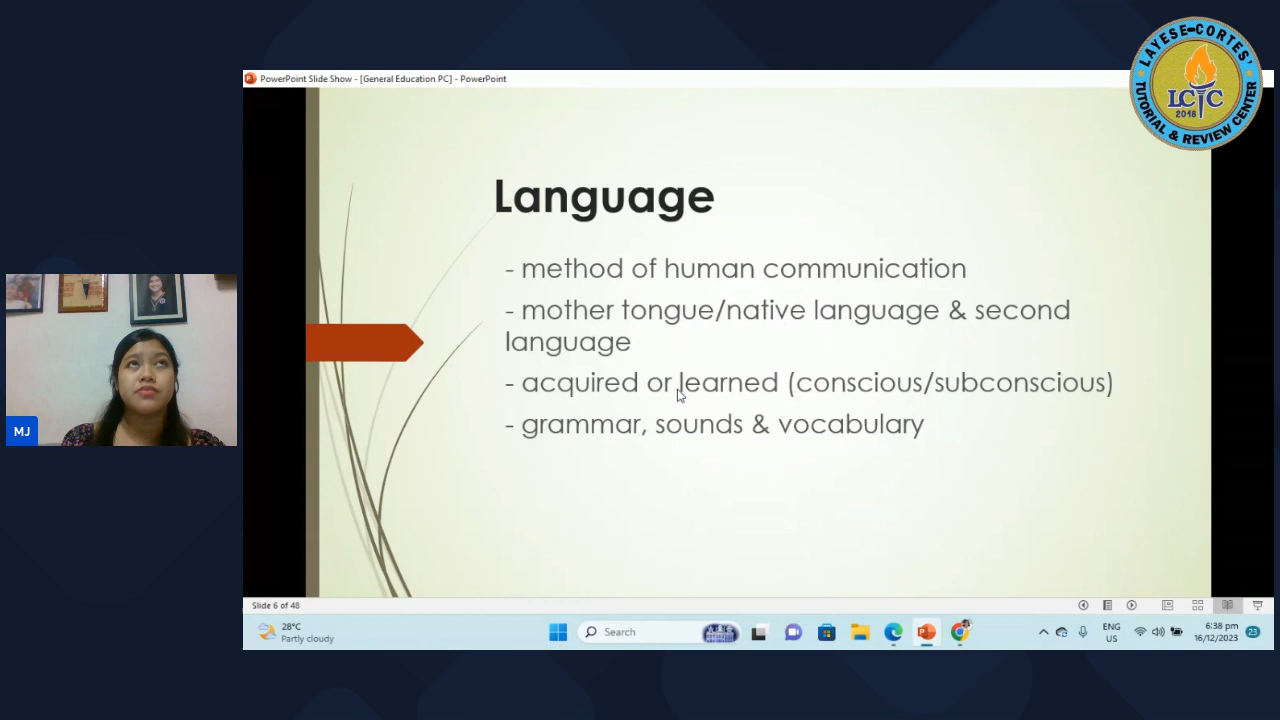 PowerPoint Slide Show - [General Education PC] - PowerPoint
LAYESE-CORTES'
LCTC
2018
TUTORIAL & REVIEW CENTER
Language
- method of human communication
- mother tongue/native language & second
language
- acquired or learned (conscious/subconscious)
- grammar, sounds & vocabulary
MJ
Slide 6 of 48
28°C
Partly cloudy
Search
ENG
US
6:38 pm
16/12/2023
23